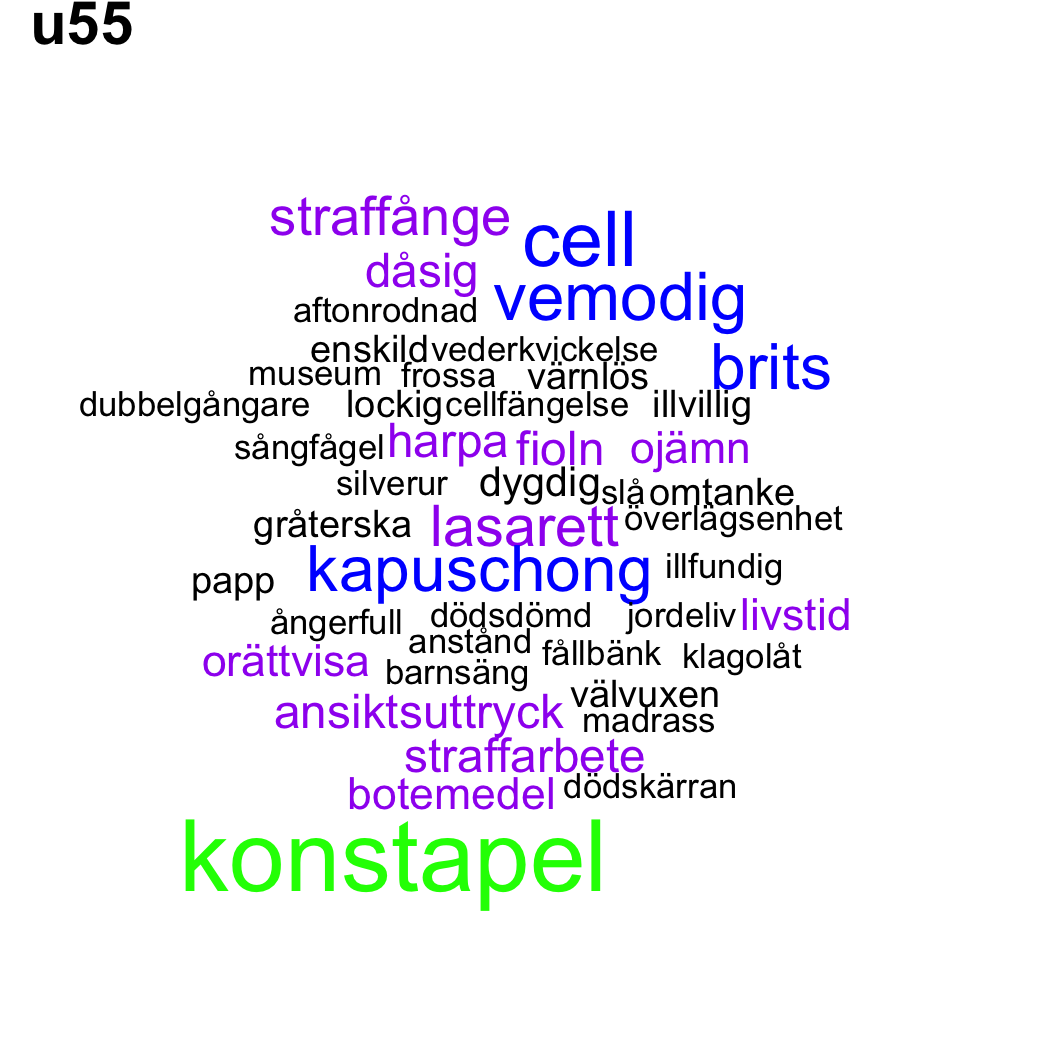 u55
straffånge cell
dåsig
vemodig
aftonrodnad
enskild vederkvickelse
brits
museum frossa värnlös
dubbelgångare lockig cellfängelse illvillig
sångfågel harpa fioln ojämn
silverur dygdig slå omtanke
gråterska lasarett överlägsenhet
papp kapuschong illfundig
ångerfull dödsdömd jordeliv livstid
anstånd fållbänk klagolåt
orättvisa barnsäng
ansiktsuttryck välvuxen
madrass
straffarbete
botemedel dödskärran
konstapel